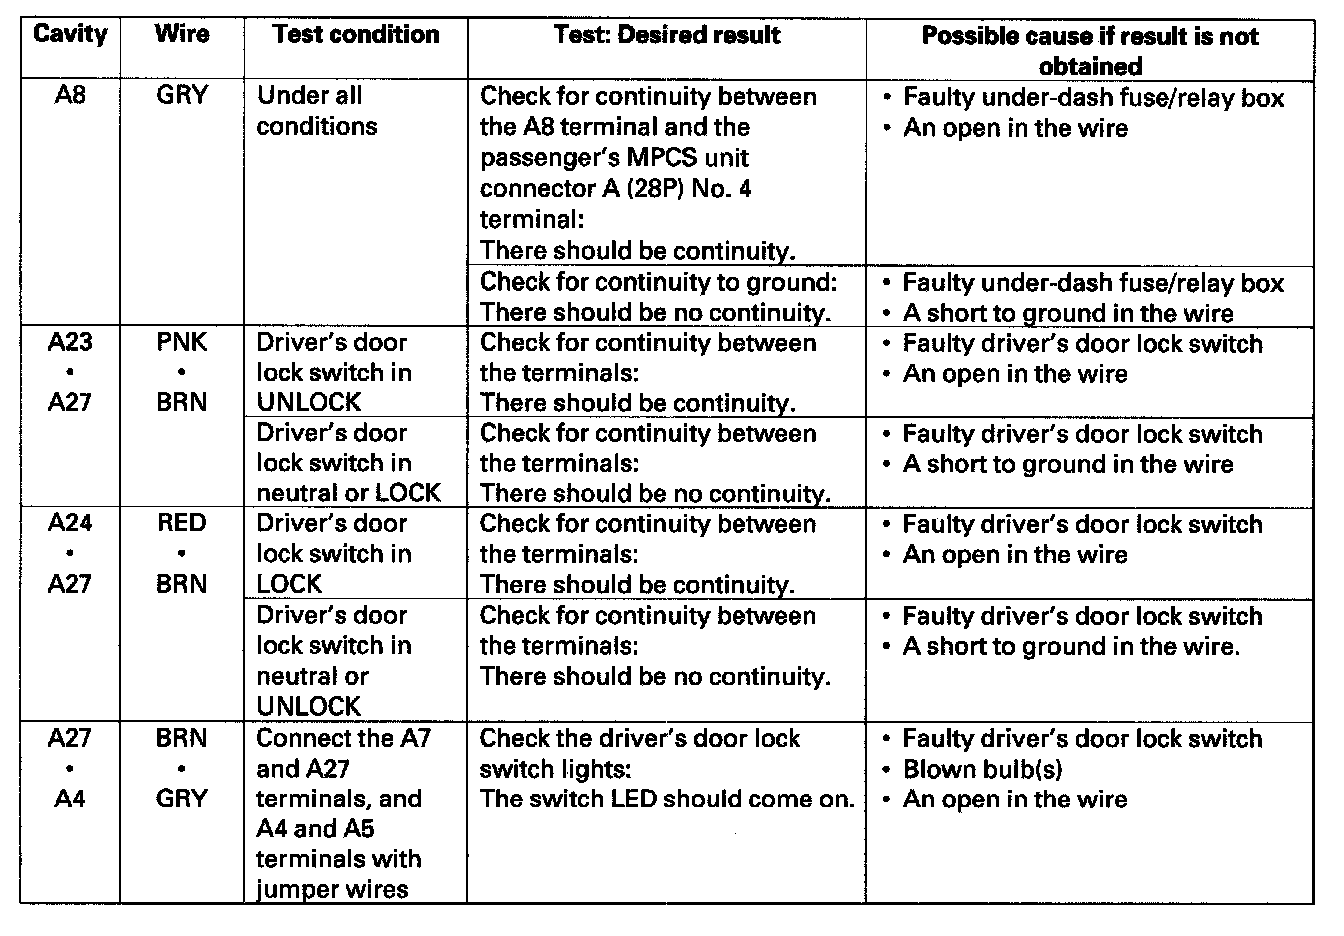 Cavity Wire Test condition Test: Desired result Possible cause if result is not
obtained
A8 GRY Under all
conditions
Check for continuity between
the A8 terminal and the
passenger's MPCS unit
connector A (28P) No. 4
terminal:
There should be continuity.
• Faulty under-dash fuse/relay box
• An open in the wire
Check for continuity to ground:
There should be no continuity.
• Faulty under-dash fuse/relay box
• A short to ground in the wire
A23
•
A27
PNK
•
BRN
Driver's door
lock switch in
UNLOCK
Check for continuity between
the terminals:
There should be continuity.
• Faulty driver's door lock switch
• An open in the wire
Driver's door
lock switch in
neutral or LOCK
Check for continuity between
the terminals:
There should be no continuity.
• Faulty driver's door lock switch
• A short to ground in the wire
A24
•
A27
RED
•
BRN
Driver's door
lock switch in
LOCK
Check for continuity between
the terminals:
There should be continuity.
• Faulty driver's door lock switch
• An open in the wire
Driver's door
lock switch in
neutral or
UNLOCK
Check for continuity between
the terminals:
There should be no continuity.
• Faulty driver's door lock switch
• A short to ground in the wire.
A27
•
A4
BRN
•
GRY
Connect the A7
and A27
terminals, and
A4 and A5
terminals with
jumper wires
Check the driver's door lock
switch lights:
The switch LED should come on.
• Faulty driver's door lock switch
• Blown bulb(s)
• An open in the wire